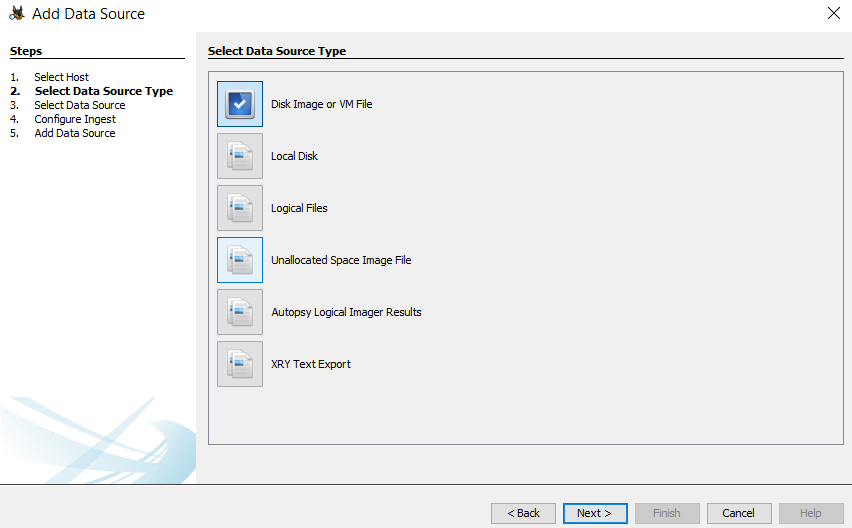 Add Data Source
Steps
1. Select Host
2. Select Data Source Type
3. Select Data Source
4. Configure Ingest
5. Add Data Source
Select Data Source Type
Disk Image or VM File
Local Disk
Logical Files
Unallocated Space Image File
Autopsy Logical Imager Results
XRY Text Export
< Back Next > Finish Cancel Help